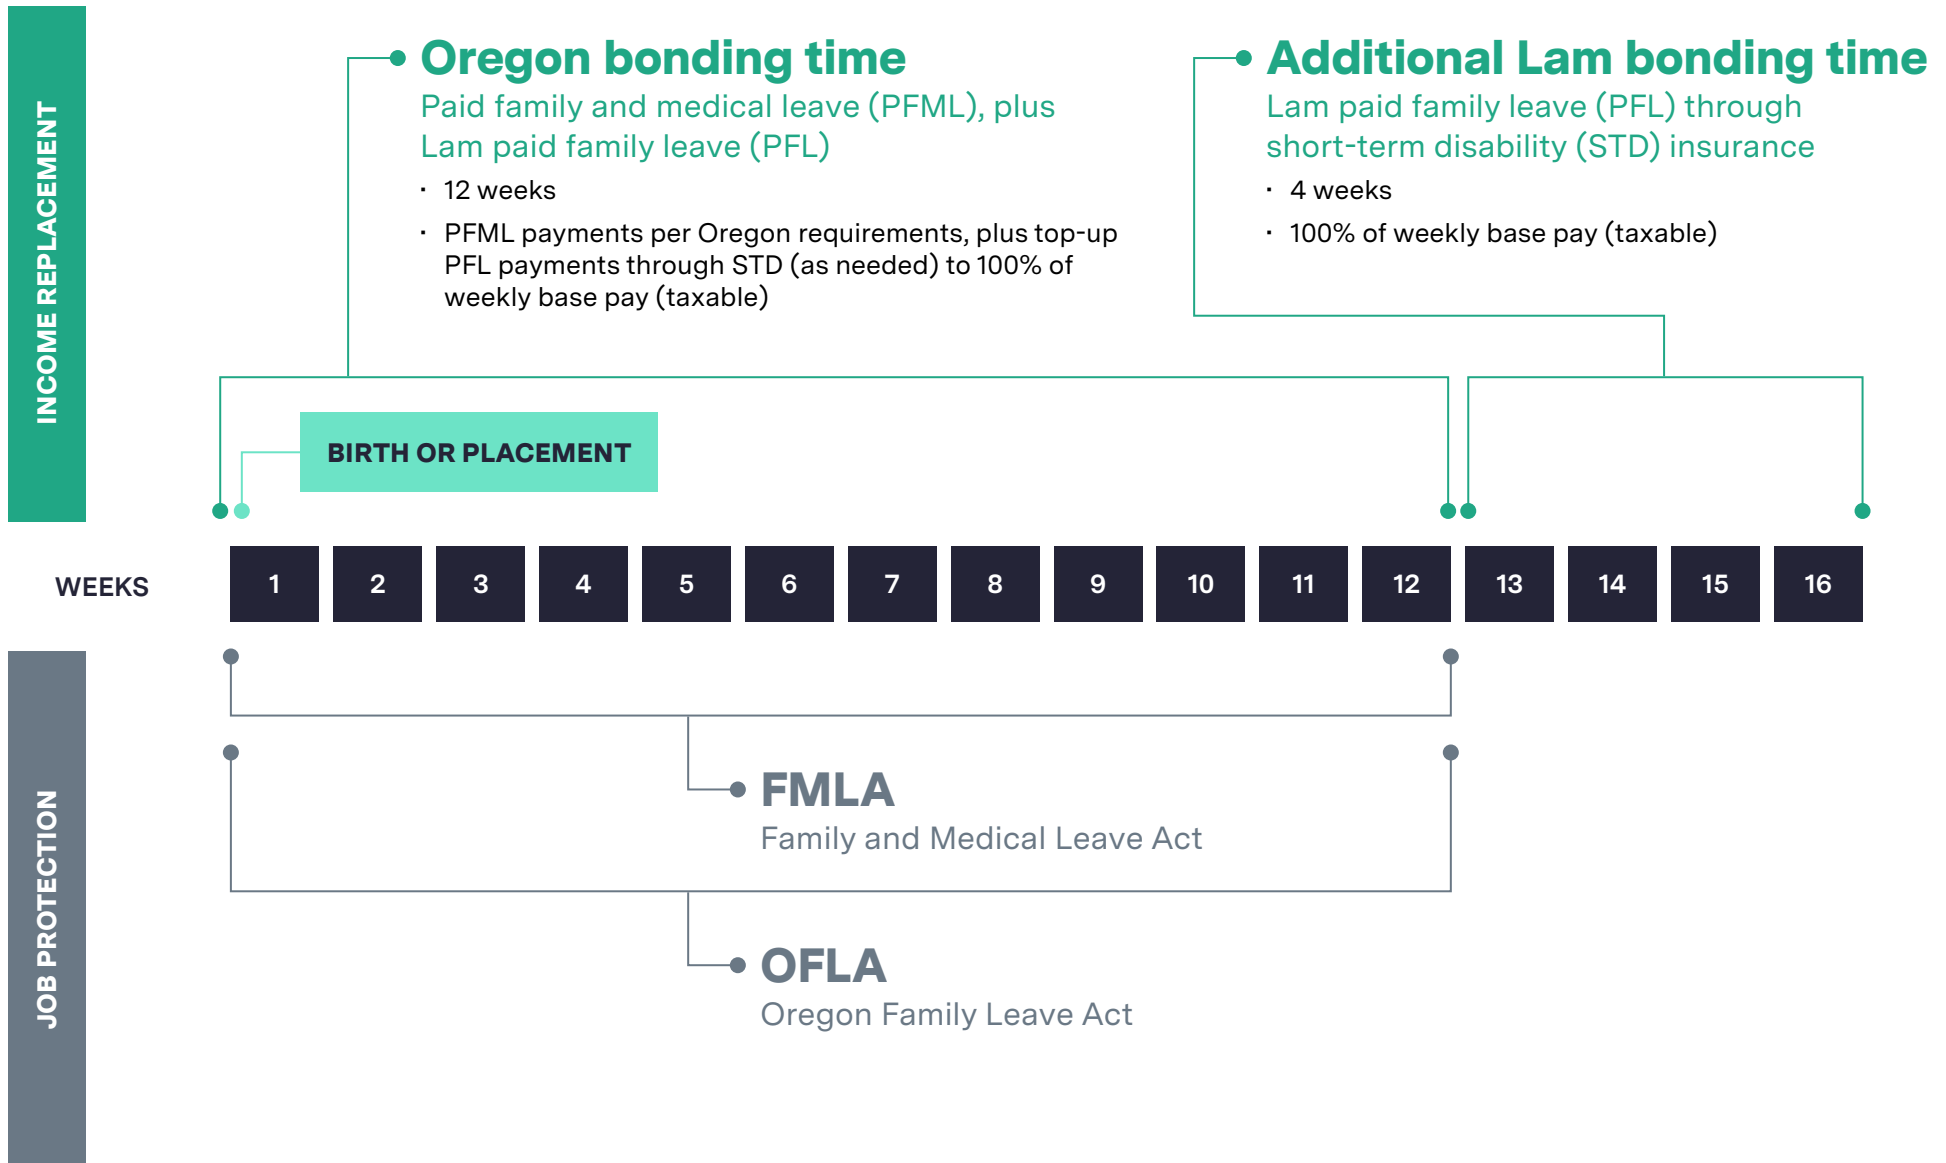 INCOME REPLACEMENT
Oregon bonding time
Paid family and medical leave (PFML), plus
Lam paid family leave (PFL)
· 12 weeks
· PFML payments per Oregon requirements, plus top-up
PFL payments through STD (as needed) to 100% of
weekly base pay (taxable)
Additional Lam bonding time
Lam paid family leave (PFL) through
short-term disability (STD) insurance
· 4 weeks
· 100% of weekly base pay (taxable)
BIRTH OR PLACEMENT
WEEKS 1 2 3 4 5 6 7 8 9 10 11 12 13 14 15 16
JOB PROTECTION
FMLA
Family and Medical Leave Act
OFLA
Oregon Family Leave Act